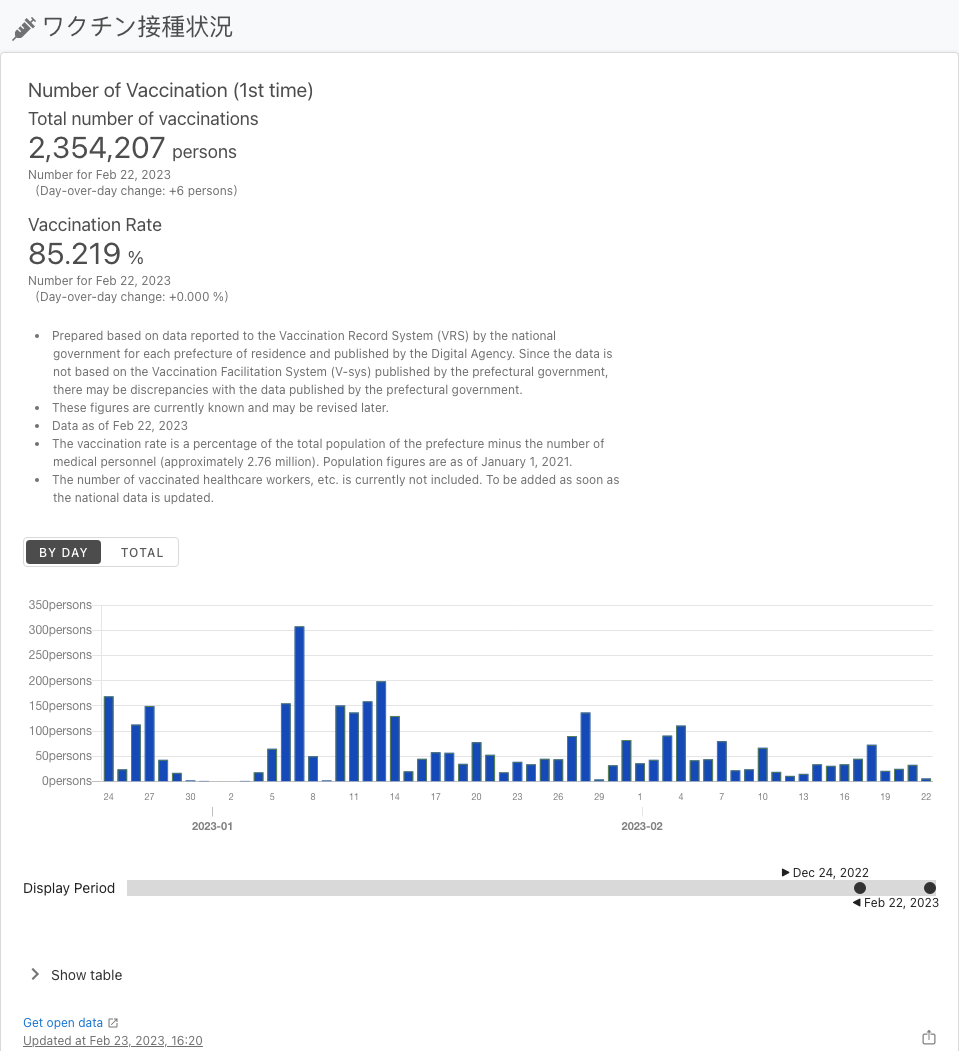 ワクチン接種状況
Number of Vaccination (1st time)
Total number of vaccinations
2,354,207 persons
Number for Feb 22, 2023
(Day-over-day change: +6 persons)
Vaccination Rate
85.219 %
Number for Feb 22, 2023
(Day-over-day change: +0.000 %)
• Prepared based on data reported to the Vaccination Record System (VRS) by the national
government for each prefecture of residence and published by the Digital Agency. Since the data is
not based on the Vaccination Facilitation System (V-sys) published by the prefectural government,
there may be discrepancies with the data published by the prefectural government.
• These figures are currently known and may be revised later.
• Data as of Feb 22, 2023
• The vaccination rate is a percentage of the total population of the prefecture minus the number of
medical personnel (approximately 2.76 million). Population figures are as of January 1, 2021.
• The number of vaccinated healthcare workers, etc. is currently not included. To be added as soon as
the national data is updated.
BY DAY TOTAL
350persons
300persons
250persons
200persons
150persons
100persons
50persons
0persons
24 27 30 2 5 8 11 14 17 20 23 26 29 1 4 7 10 13 16 19 22
2023-01 2023-02
Dec 24, 2022
Display Period
Feb 22, 2023
Show table
Get open data
Updated at Feb 23, 2023, 16:20